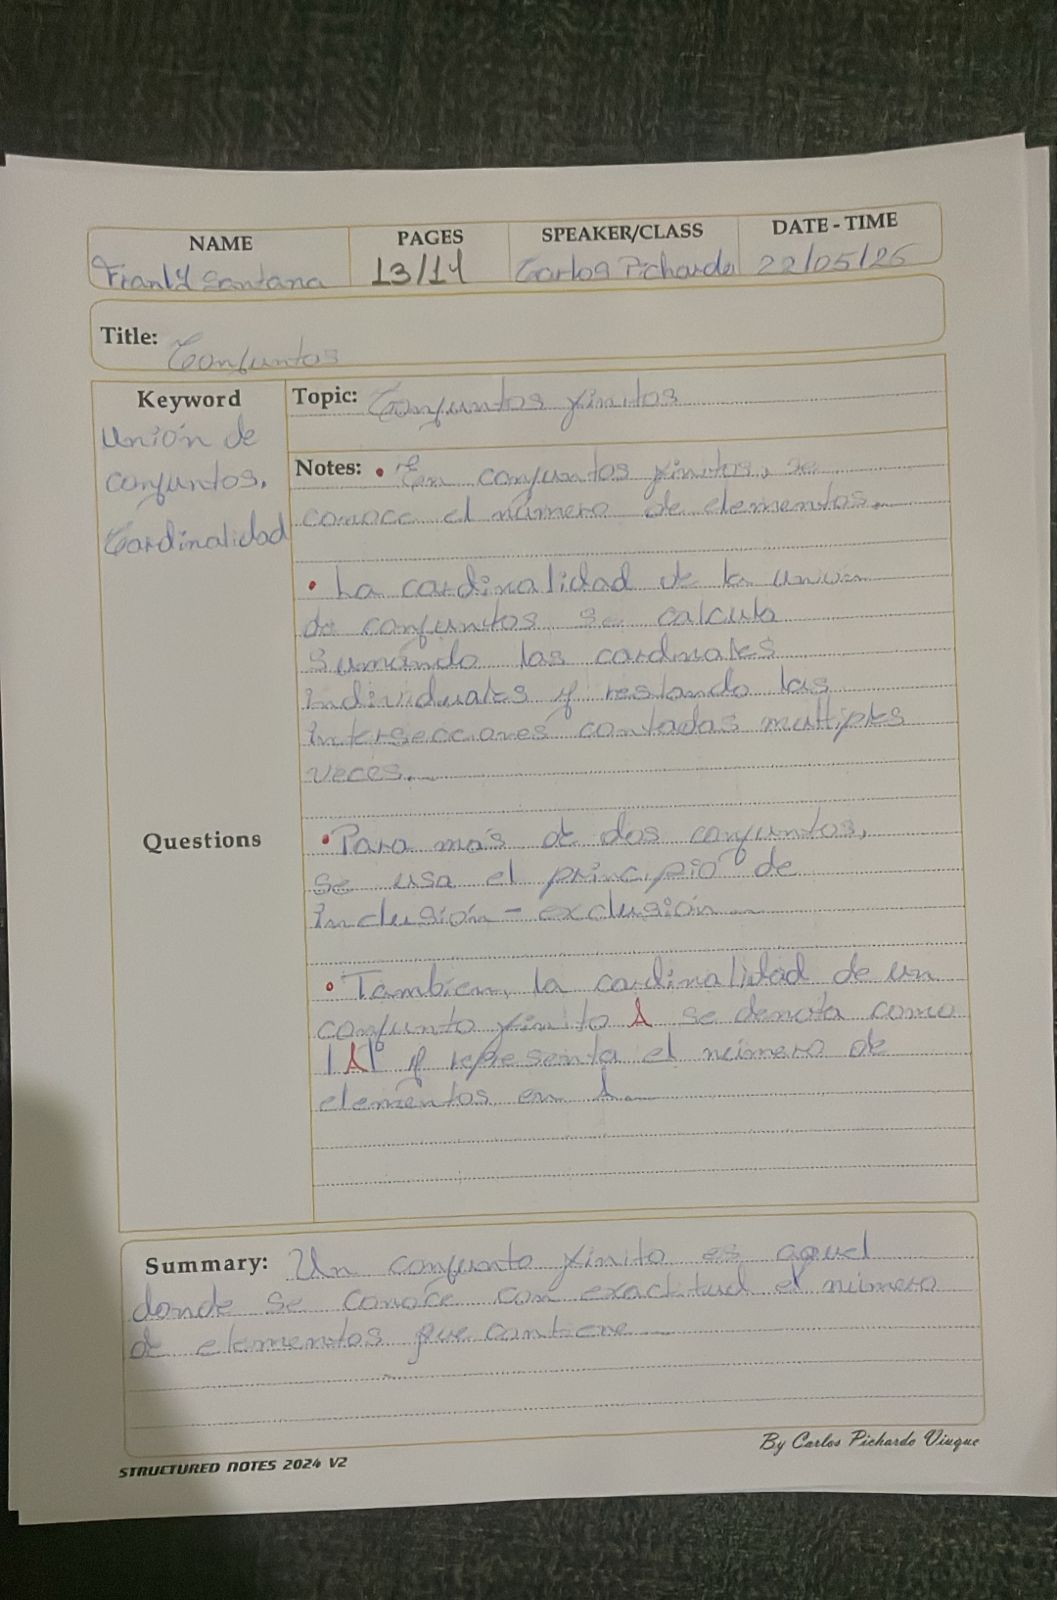 NAME
PAGES
SPEAKER/CLASS
DATE - TIME
Franly Santana
13/14
Carlos Pichardo
22/05/25
Title: Conjuntos
Keyword
Unión de
conjuntos.
Cardinalidad
Topic: Conjuntos finitos
Notes: • En conjuntos finitos, se
conoce el número de elementos.
• La cardinalidad de la unión
de conjuntos se calcula
sumando las cardinales
individuales y restando las
intersecciones contadas multiples
veces.
Questions
• Para más de dos conjuntos,
se usa el principio de
inclusión - exclusión
• Tambien, la cardinalidad de un
conjunto finito A se denota como
|A| y representa el número de
elementos en A.
Summary: Un conjunto finito es aquel
donde se conoce con exactitud el número
de elementos que contiene
By Carlos Pichardo Viuque
STRUCTURED NOTES 2024 V2